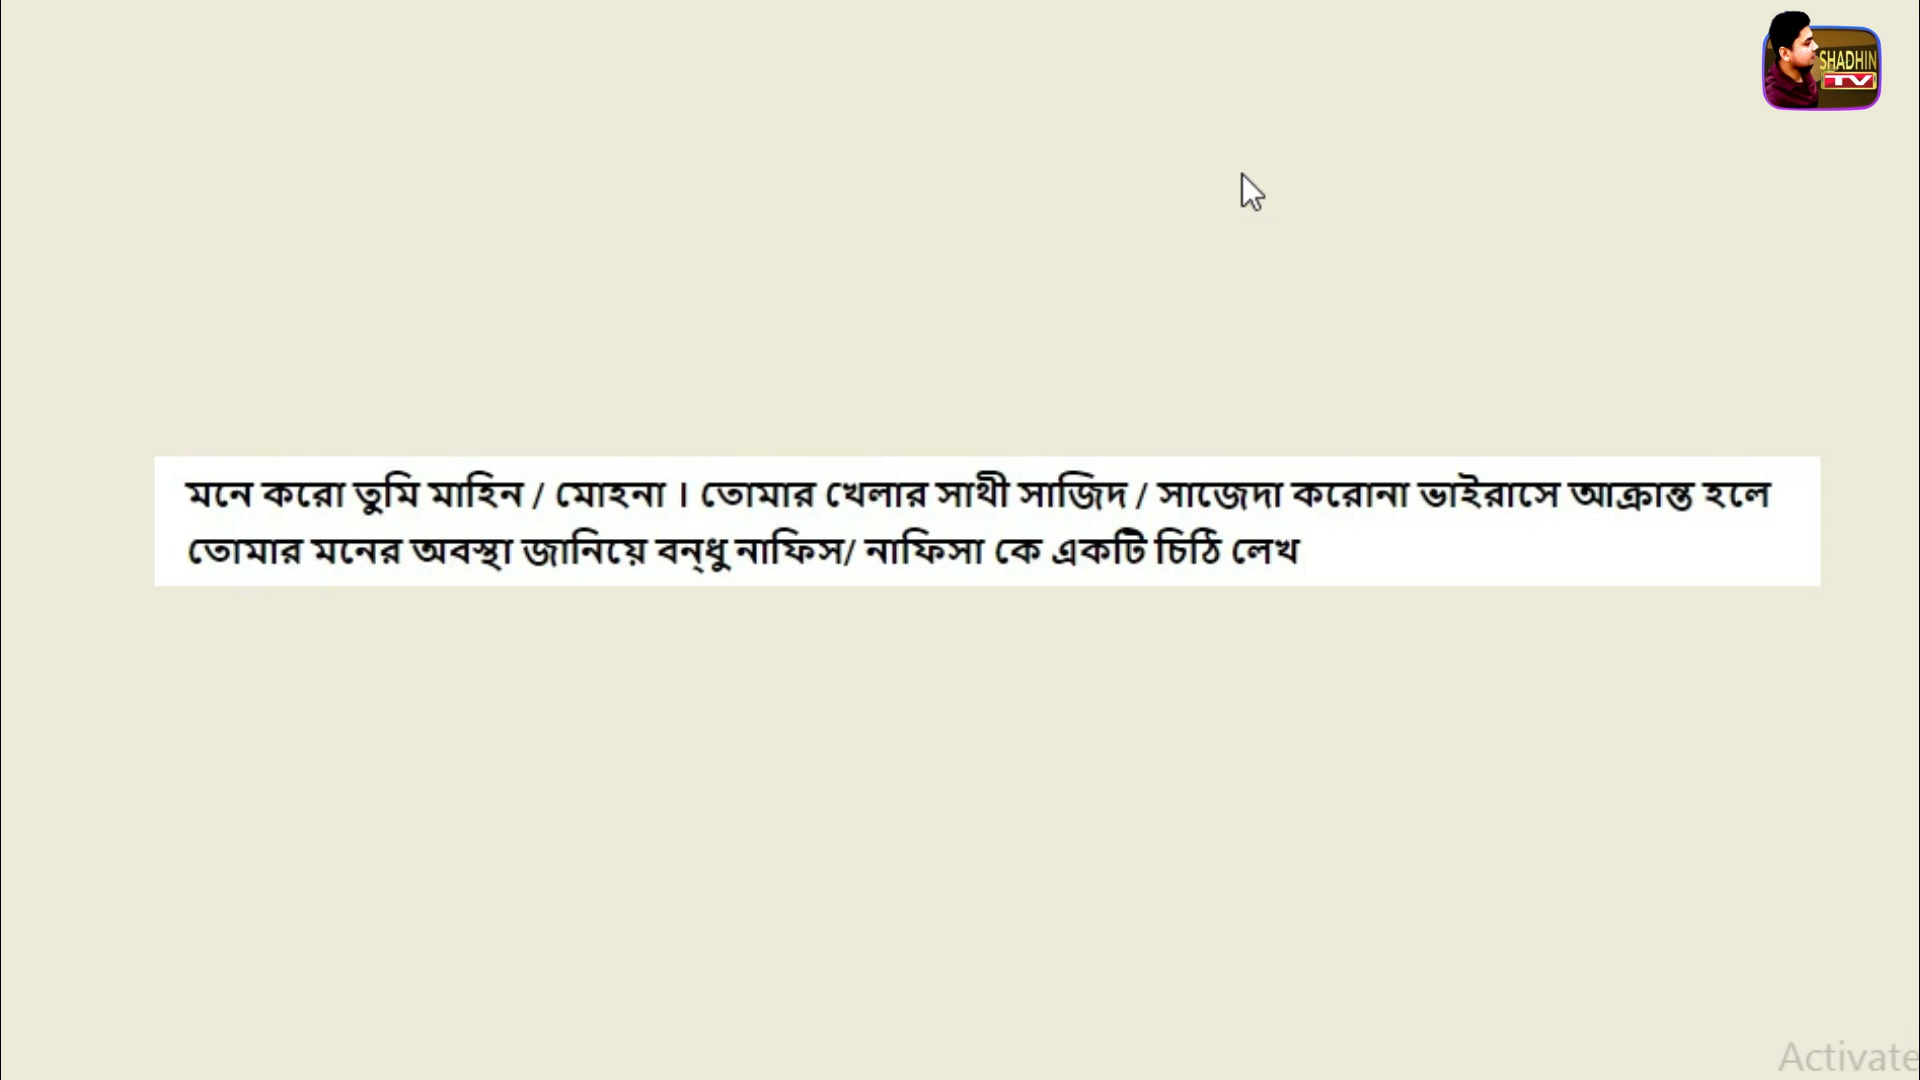 SHADHIN
TV
মনে করো তুমি মাহিন / মোহনা । তোমার খেলার সাথী সাজিদ / সাজেদা করোনা ভাইরাসে আক্রান্ত হলে
তোমার মনের অবস্থা জানিয়ে বন্ধু নাফিস/ নাফিসা কে একটি চিঠি লেখ
Activate